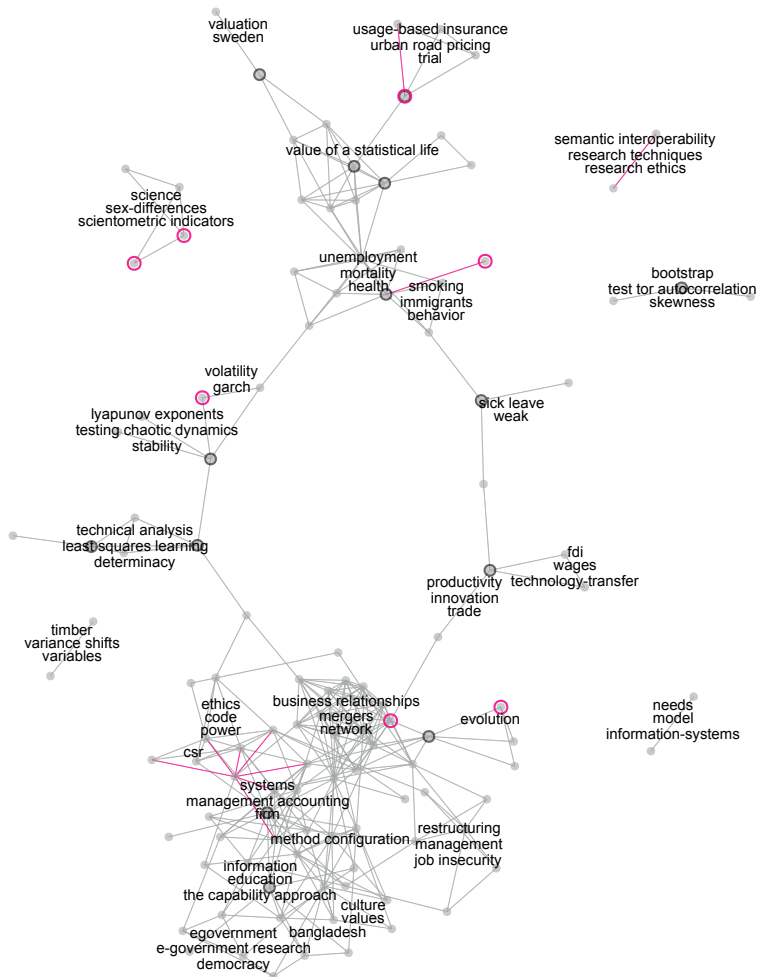 valuation
sweden
usage-based insurance
urban road pricing
trial
value of a statistical life
semantic interoperability
research techniques
research ethics
science
sex-differences
scientometric indicators
unemployment
mortality
health
smoking
immigrants
behavior
bootstrap
test tor autocorrelation
skewness
volatility
garch
lyapunov exponents
testing chaotic dynamics
stability
sick leave
weak
technical analysis
least squares learning
determinacy
fdi
wages
technology-transfer
productivity
innovation
trade
timber
variance shifts
variables
ethics
code
power
csr
business relationships
mergers
network
evolution
needs
model
information-systems
systems
management accounting
firm
method configuration
restructuring
management
job insecurity
information
education
the capability approach
culture
values
bangladesh
egovernment
e-government research
democracy